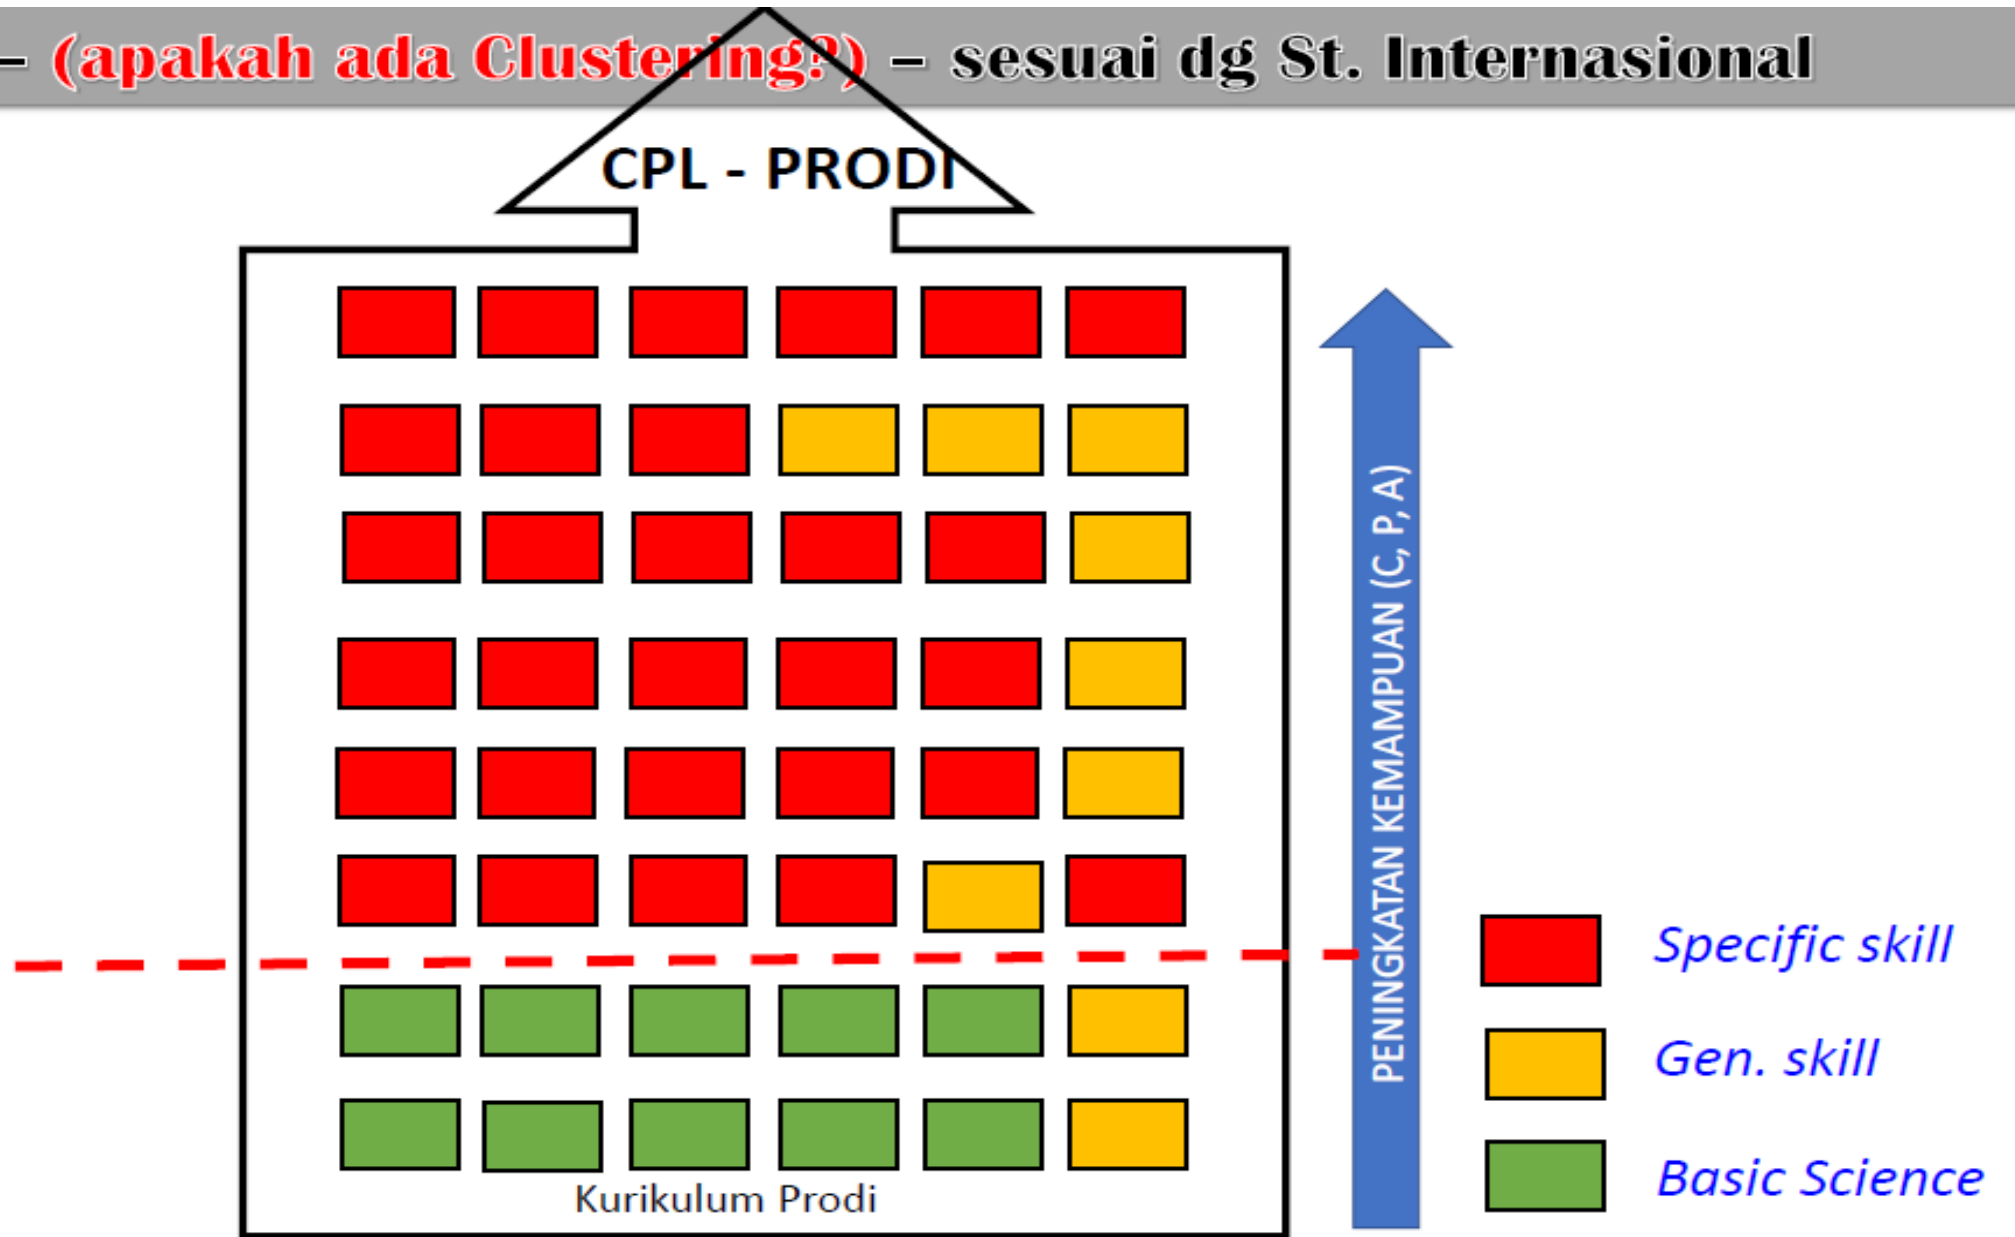 – (apakah ada Clustering?) – sesuai dg St. Internasional
CPL - PRODI
PENINGKATAN KEMAMPUAN (C, P, A)
Specific skill
Gen. skill
Basic Science
Kurikulum Prodi